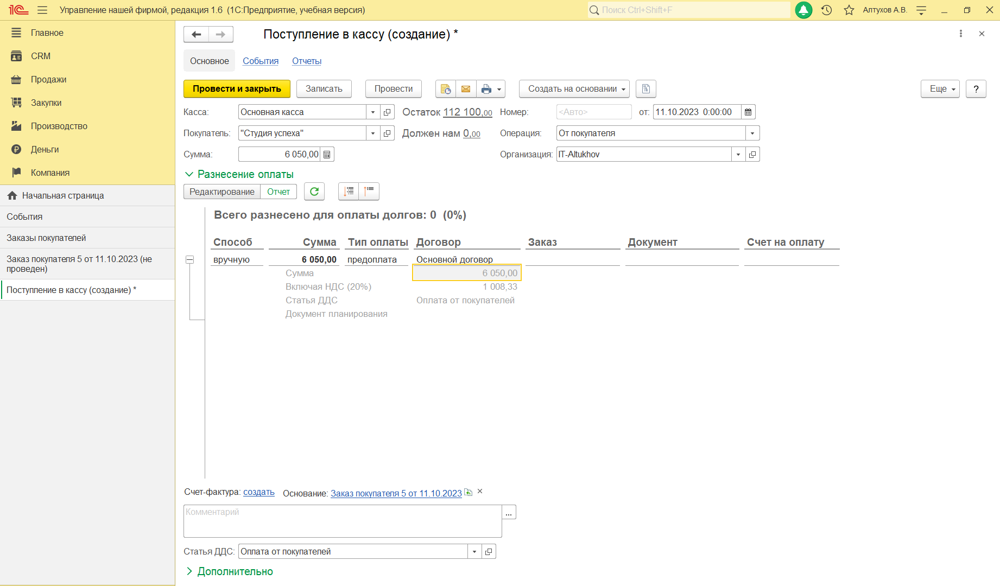 1С Управление нашей фирмой, редакция 1.6 (1С:Предприятие, учебная версия) Поиск Ctrl+Shift+F Алтухов А.В.
Главное
CRM
Продажи
Закупки
Производство
Деньги
Компания
Начальная страница
События
Заказы покупателей
Заказ покупателя 5 от 11.10.2023 (не
проведен)
Поступление в кассу (создание) *
Поступление в кассу (создание) *
Основное События Отчеты
Провести и закрыть Записать Провести Создать на основании Еще ?
Касса: Основная касса Остаток 112 100,00 Номер: <Авто> от: 11.10.2023 0:00:00
Покупатель: "Студия успеха" Должен нам 0,00 Операция: От покупателя
Сумма: 6 050,00 Организация: IT-Altukhov
Разнесение оплаты
Редактирование Отчет
Всего разнесено для оплаты долгов: 0 (0%)
Способ Сумма Тип оплаты Договор Заказ Документ Счет на оплату
вручную 6 050,00 предоплата Основной договор
Сумма 6 050,00
Включая НДС (20%) 1 008,33
Статья ДДС Оплата от покупателей
Документ планирования
Счет-фактура: создать Основание: Заказ покупателя 5 от 11.10.2023
Комментарий ...
Статья ДДС: Оплата от покупателей
Дополнительно